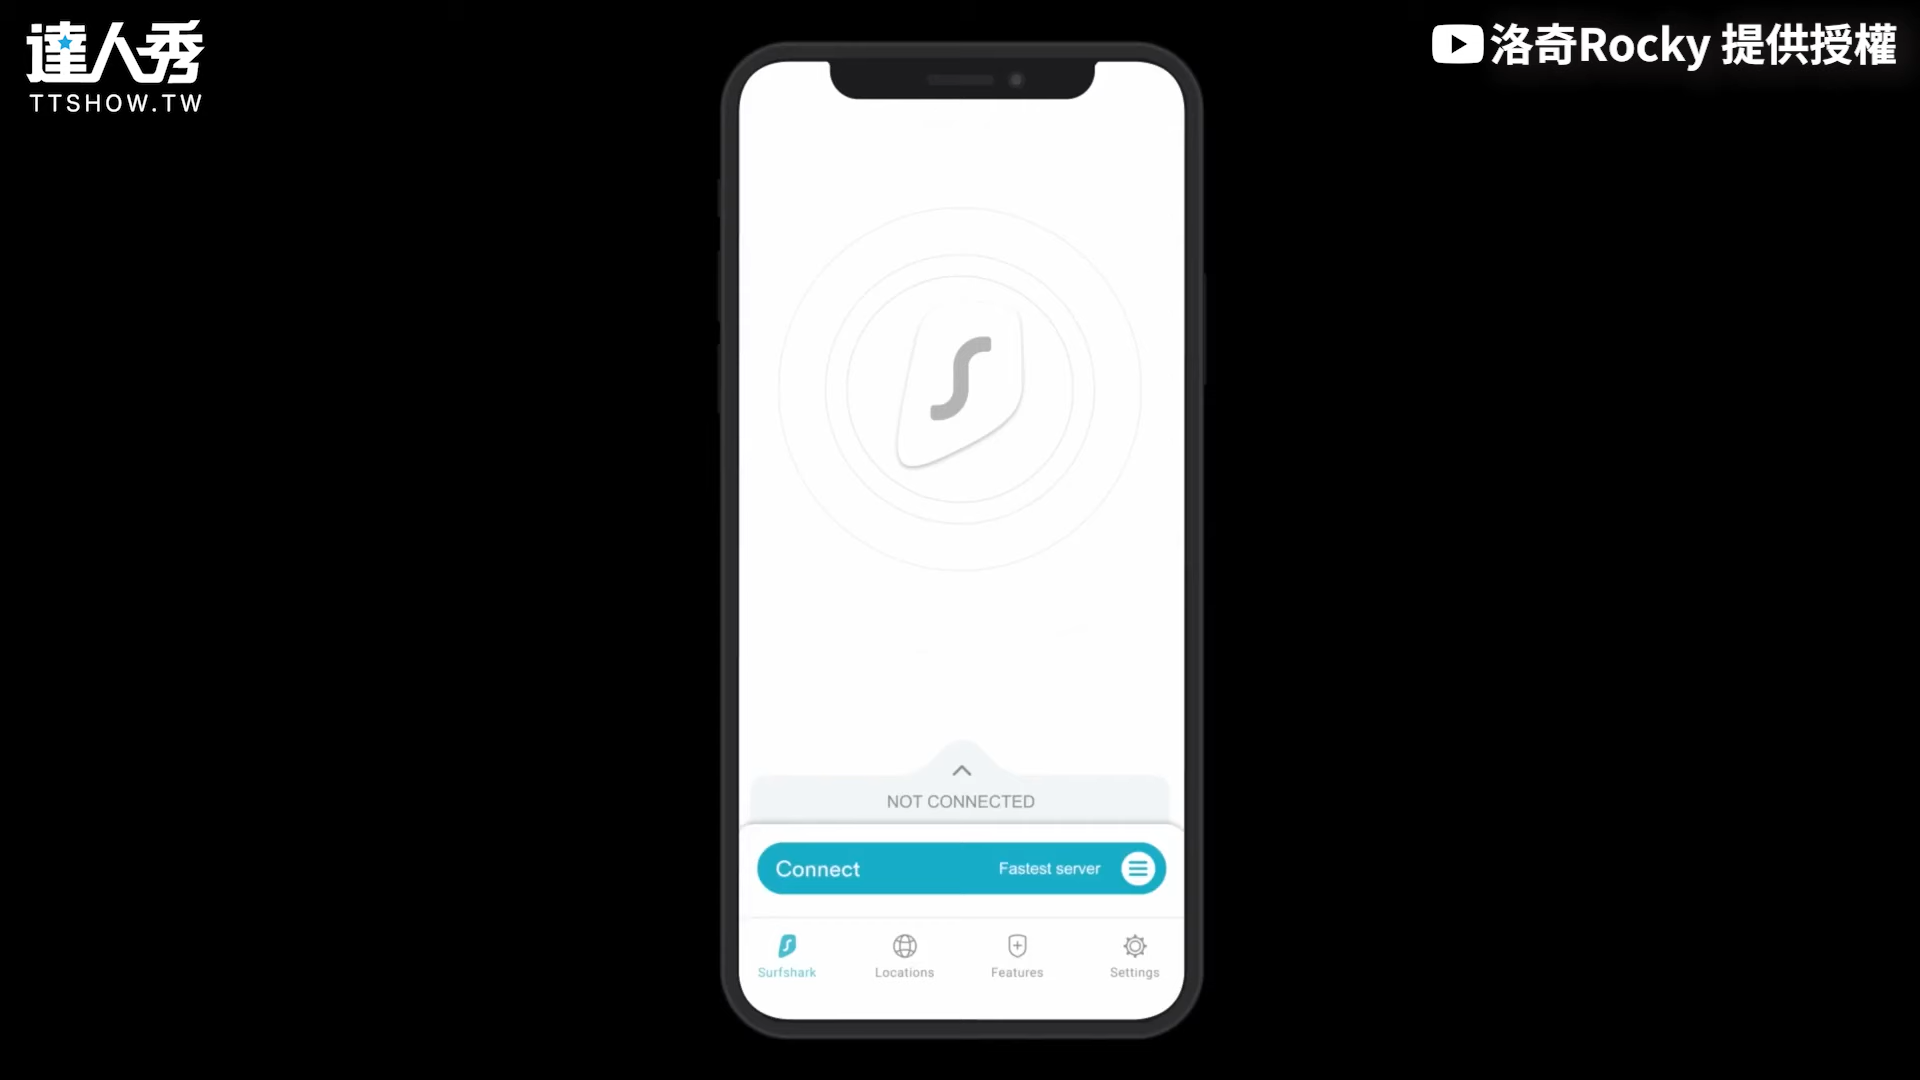 達人秀
TTSHOW.TW
洛奇Rocky 提供授權
NOT CONNECTED
Connect
Fastest server
Surfshark
Locations
Features
Settings